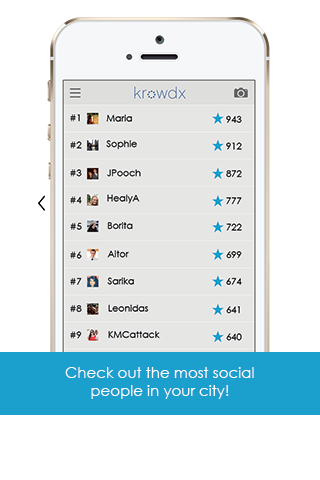 krowdx
#1 Maria 943
#2 Sophie 912
#3 JPooch 872
#4 HealyA 777
#5 Borita 722
#6 Aitor 699
#7 Sarika 674
#8 Leonidas 641
#9 KMCattack 640
Check out the most social
people in your city!